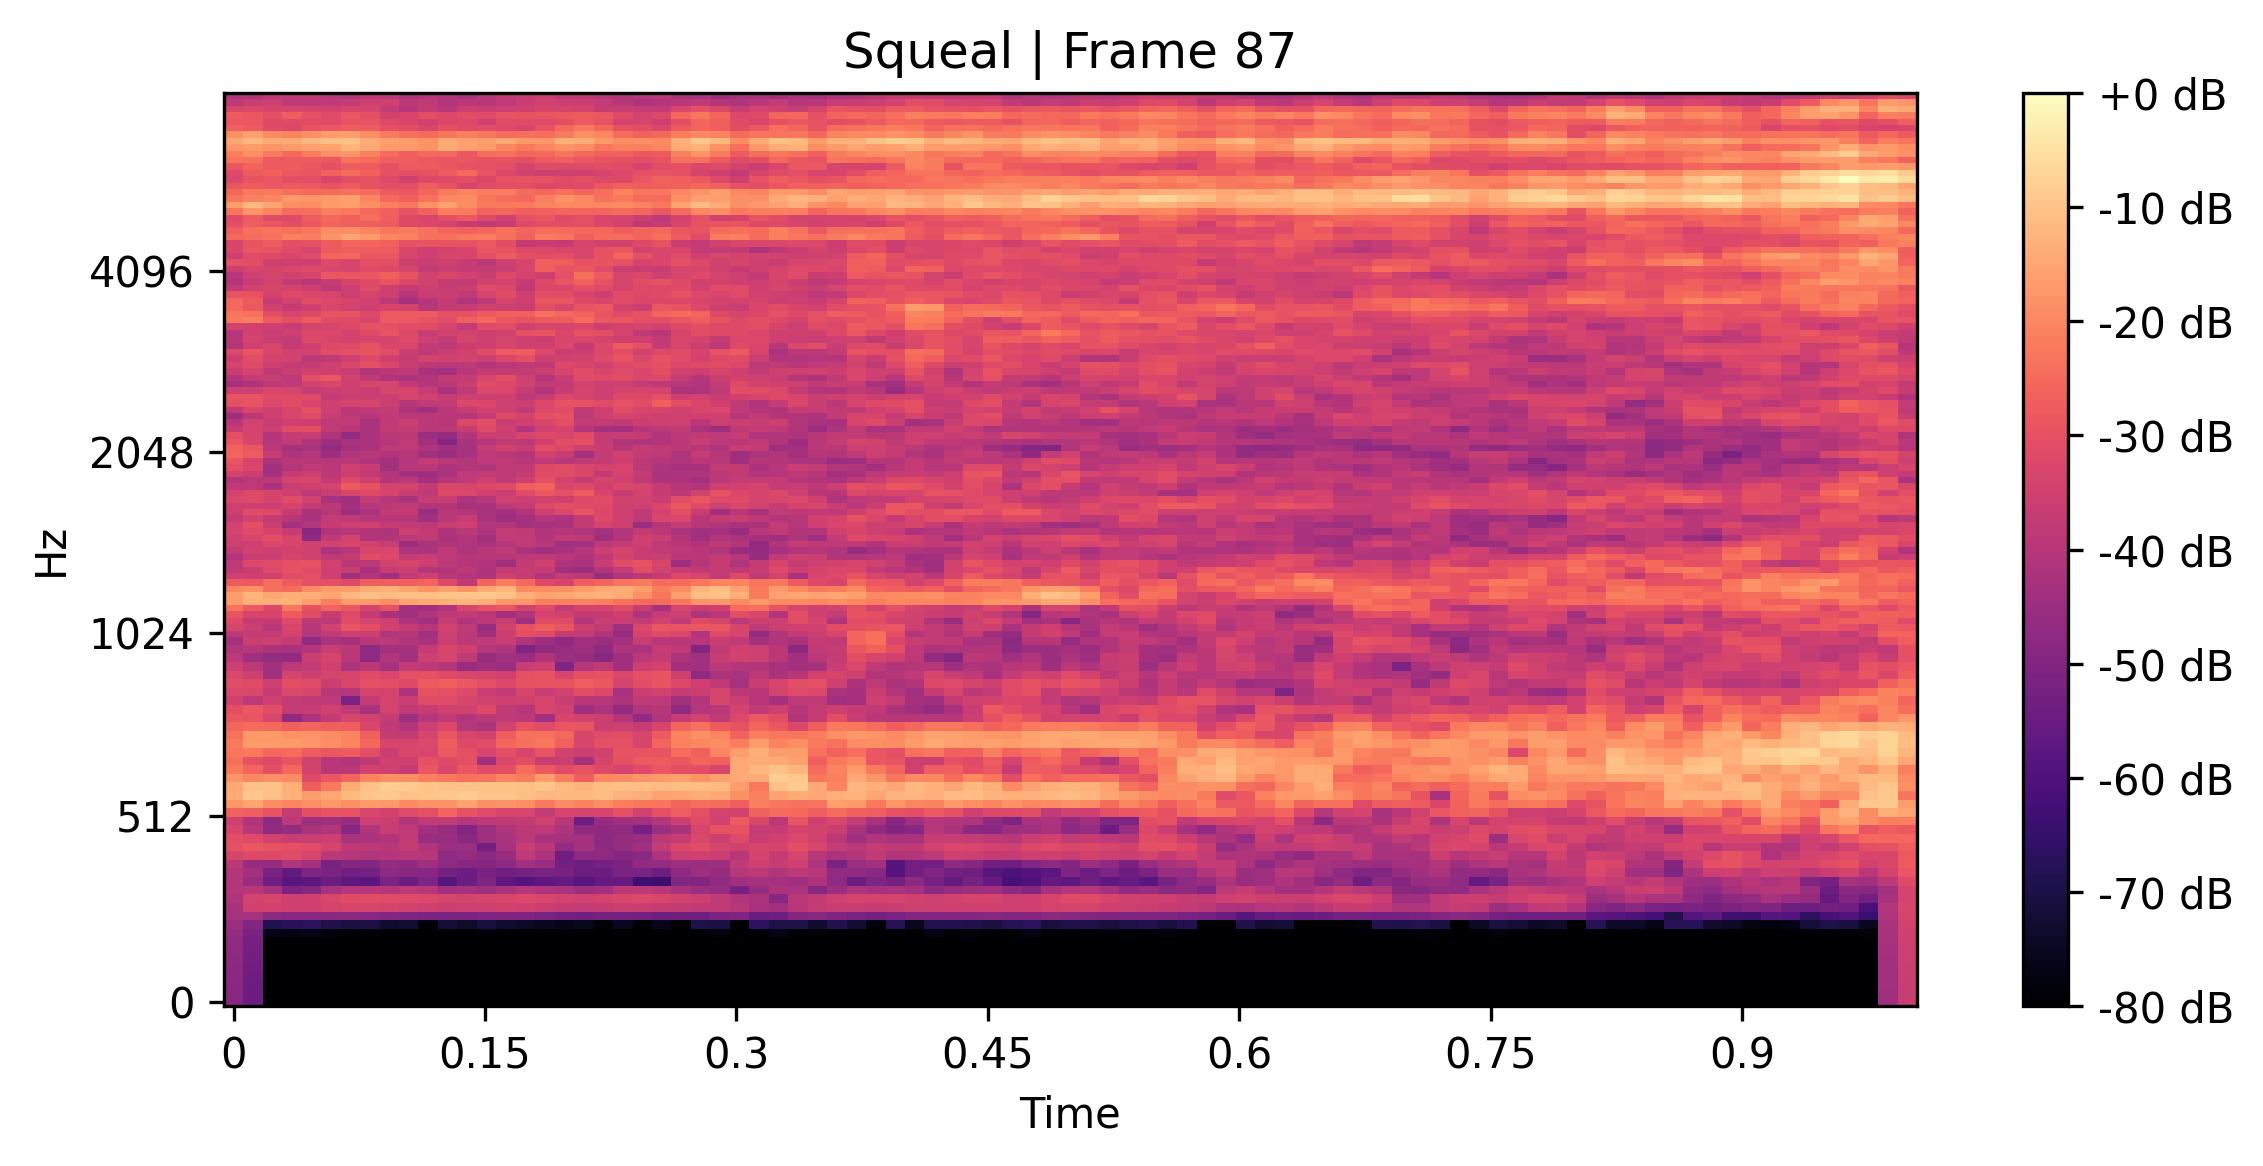 Squeal | Frame 87
+0 dB
-10 dB
-20 dB
-30 dB
-40 dB
-50 dB
-60 dB
-70 dB
-80 dB
Hz
4096
2048
1024
512
0
0 0.15 0.3 0.45 0.6 0.75 0.9
Time